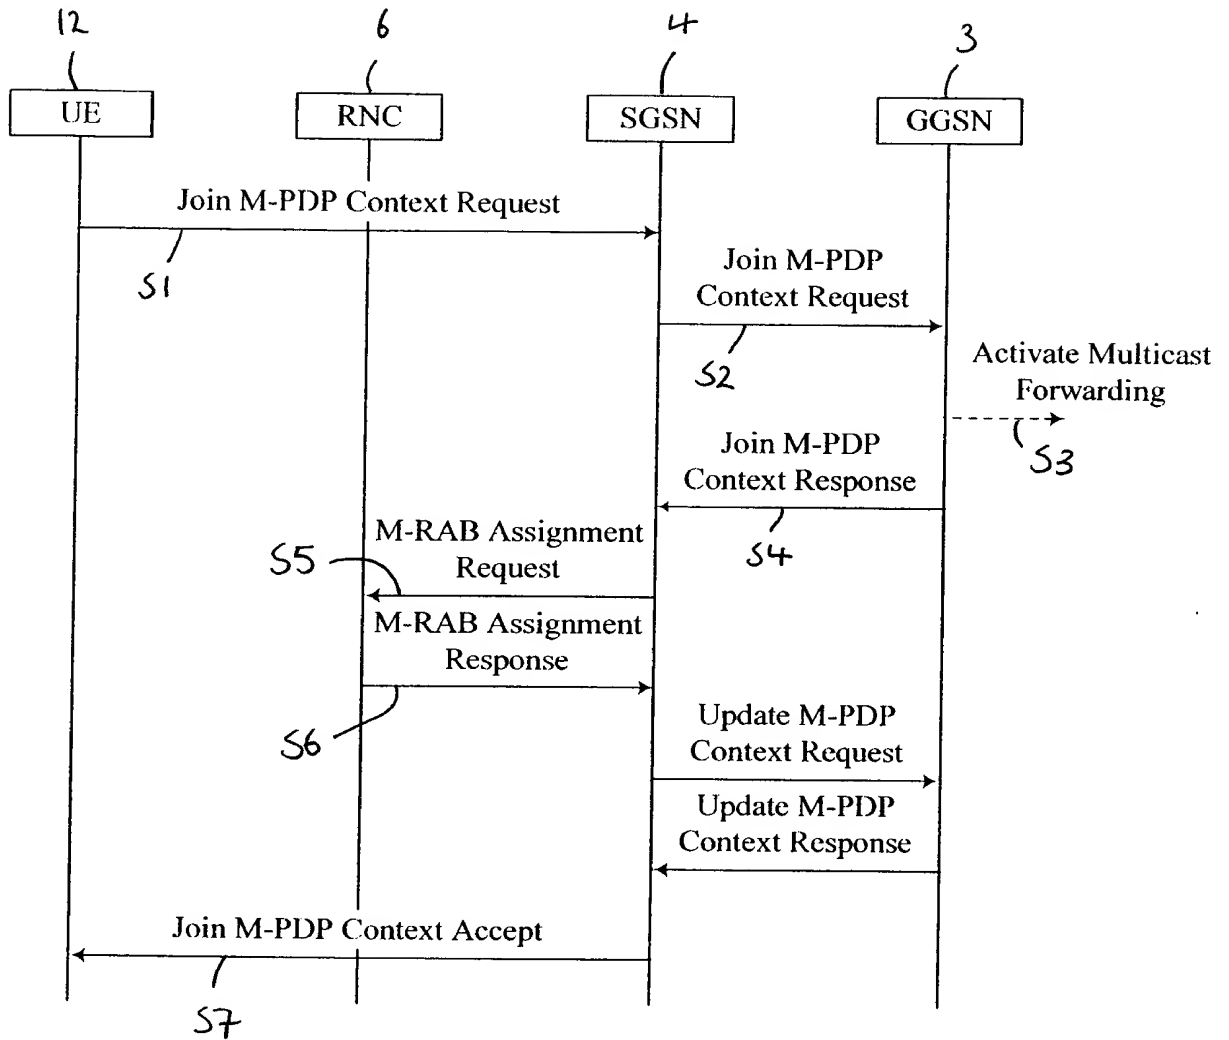 12
6
4
3
UE
RNC
SGSN
GGSN
Join M-PDP Context Request
S1
Join M-PDP
Context Request
S2
Activate Multicast
Forwarding
S3
Join M-PDP
Context Response
S4
M-RAB Assignment
Request
S5
M-RAB Assignment
Response
S6
Update M-PDP
Context Request
Update M-PDP
Context Response
Join M-PDP Context Accept
S7